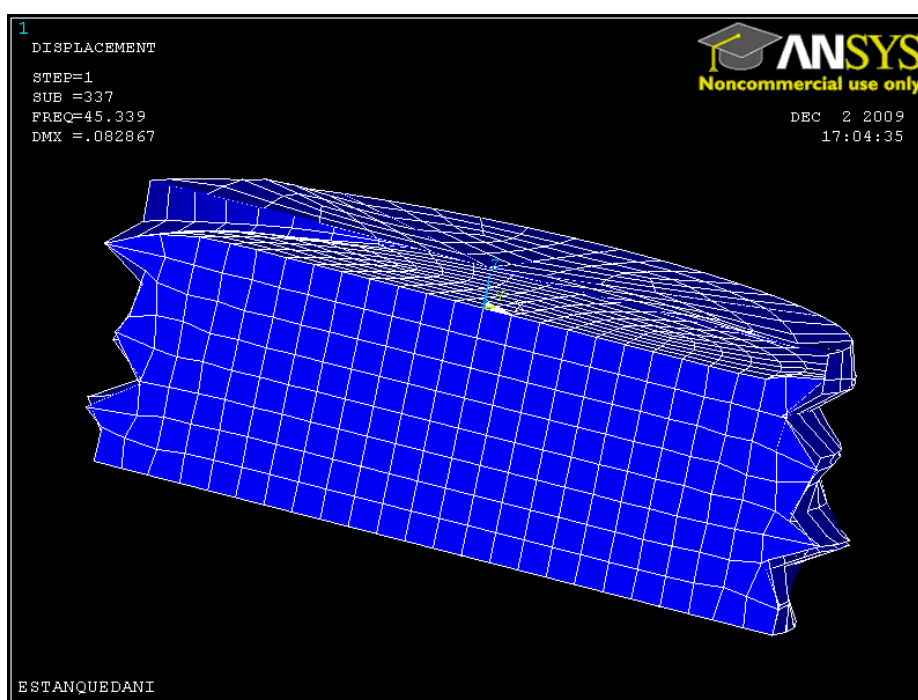 1
DISPLACEMENT
STEP=1
SUB =337
FREQ=45.339
DMX =.082867
ANSYS
Noncommercial use only
DEC 2 2009
17:04:35
Z
Y
ESTANQUEDANI